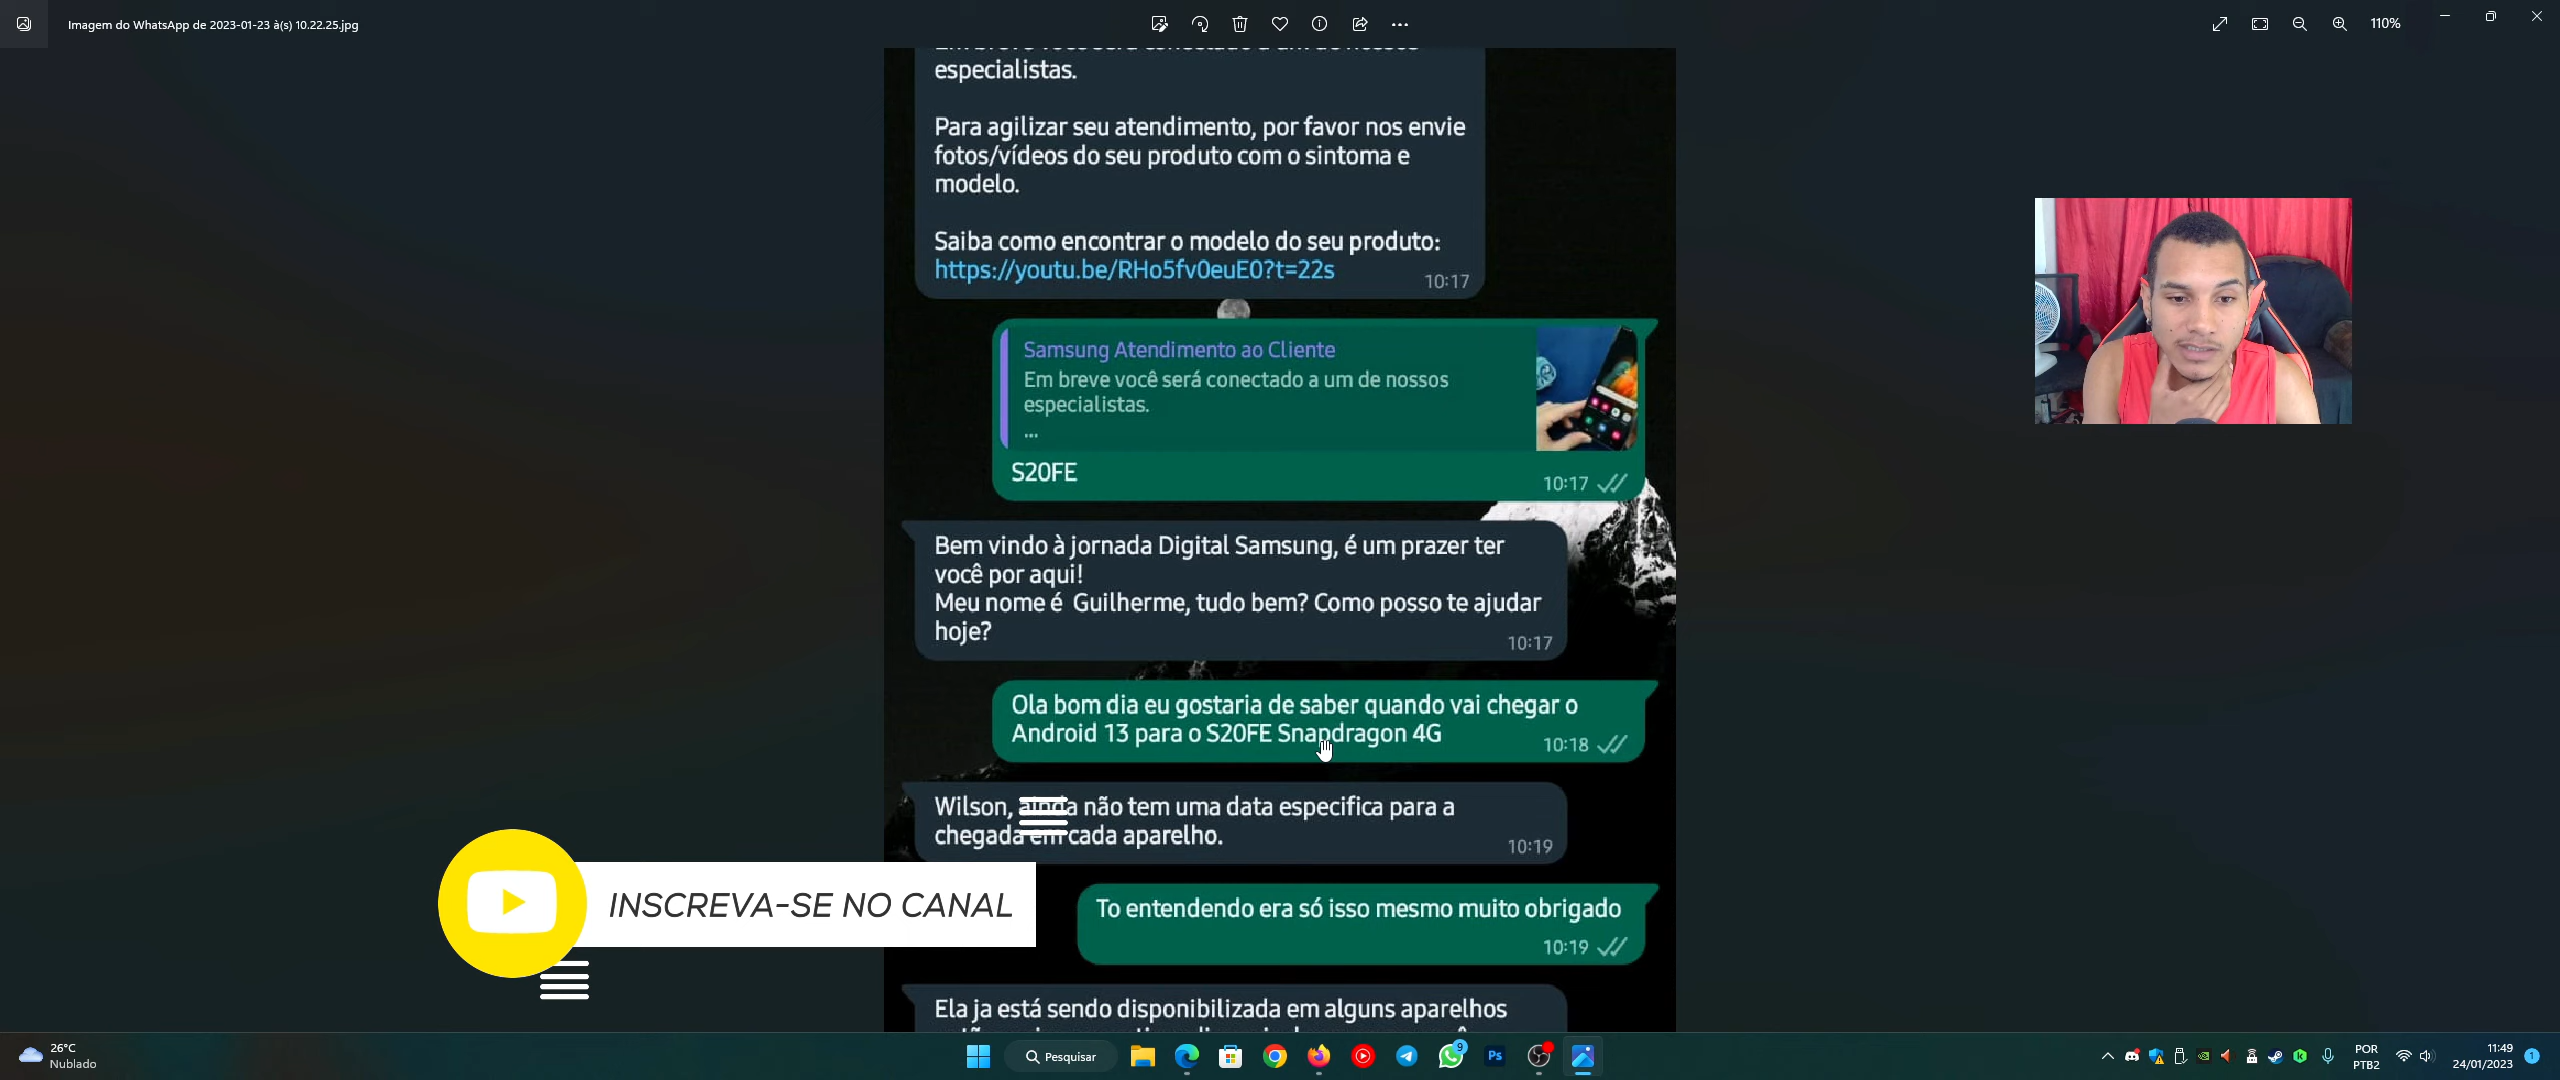 Imagem do WhatsApp de 2023-01-23 à(s) 10.22.25.jpg
110%
especialistas.
Para agilizar seu atendimento, por favor nos envie
fotos/vídeos do seu produto com o sintoma e
modelo.
Saiba como encontrar o modelo do seu produto:
https://youtu.be/RHo5fv0euE0?t=22s
10:17
Samsung Atendimento ao Cliente
Em breve você será conectado a um de nossos
especialistas.
...
S20FE
10:17
Bem vindo à jornada Digital Samsung, é um prazer ter
você por aqui!
Meu nome é Guilherme, tudo bem? Como posso te ajudar
hoje?
10:17
Ola bom dia eu gostaria de saber quando vai chegar o
Android 13 para o S20FE Snapdragon 4G
10:18
Wilson, ainda não tem uma data especifica para a
chegada em cada aparelho.
10:19
INSCREVA-SE NO CANAL
To entendendo era só isso mesmo muito obrigado
10:19
Ela ja está sendo disponibilizada em alguns aparelhos
26°C
Nublado
Pesquisar
9
Ps
POR
PTB2
11:49
24/01/2023
1